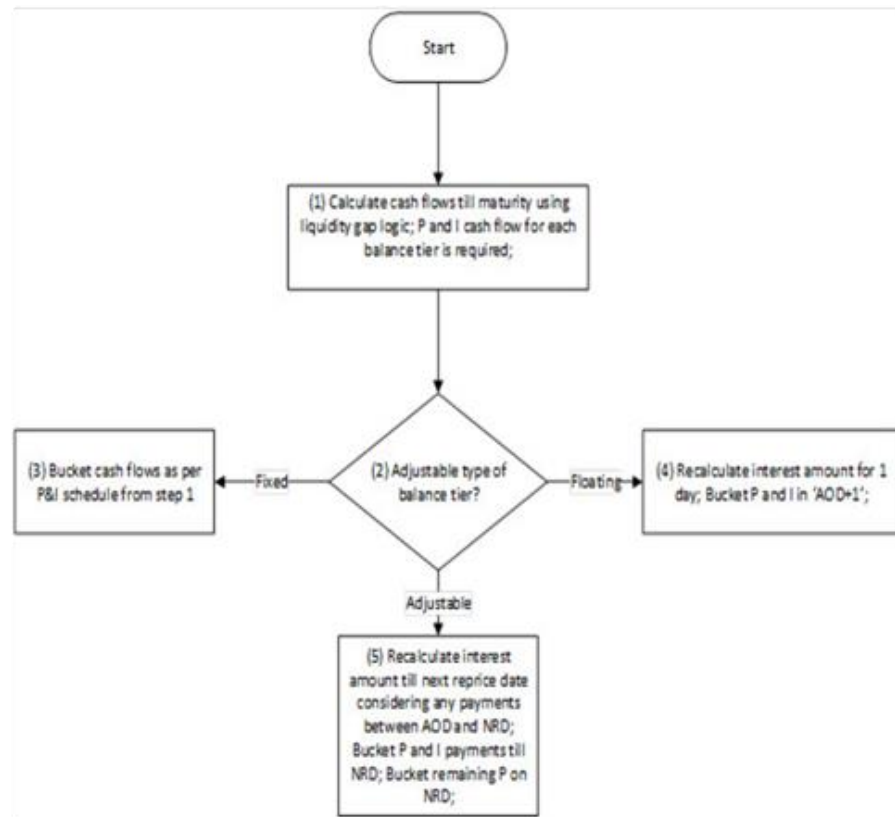 Start
(1) Calculate cash flows till maturity using
liquidity gap logic; P and I cash flow for each
balance tier is required;
(3) Bucket cash flows as per
P&I schedule from step 1
Fixed
(2) Adjustable type of
balance tier?
Floating
(4) Recalculate interest amount for 1
day; Bucket P and I in 'AOD+1';
Adjustable
(5) Recalculate interest
amount till next reprice date
considering any payments
between AOD and NRD;
Bucket P and I payments till
NRD; Bucket remaining P on
NRD;